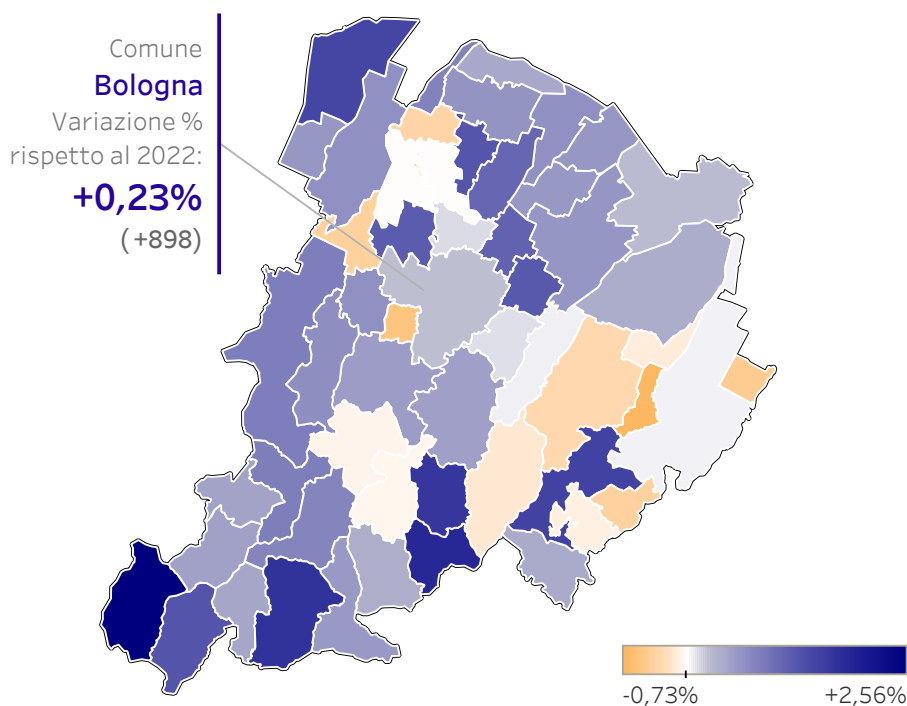 Comune
Bologna
Variazione %
rispetto al 2022:
+0,23%
(+898)
-0,73%
+2,56%